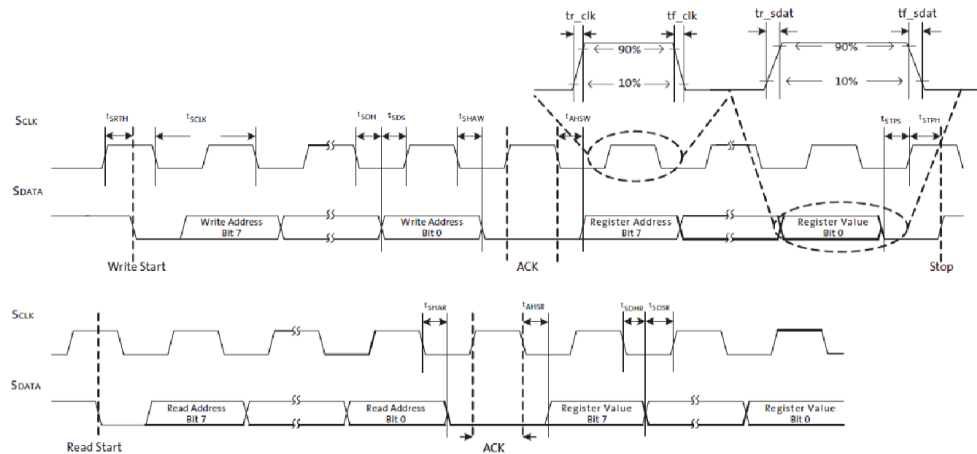 tr_clk tf_clk tr_sdat tf_sdat
90% 90%
10% 10%
SCLK tSRTH tSCLK tSDH tSDS tSHAW tAHSW tSTPS tSTPH
SDATA
Write Address Bit 7 Write Address Bit 0 Register Address Bit 7 Register Value Bit 0
Write Start ACK Stop
SCLK tSHAR tAHSR tSDHR tSDSR
SDATA
Read Address Bit 7 Read Address Bit 0 Register Value Bit 7 Register Value Bit 0
Read Start ACK